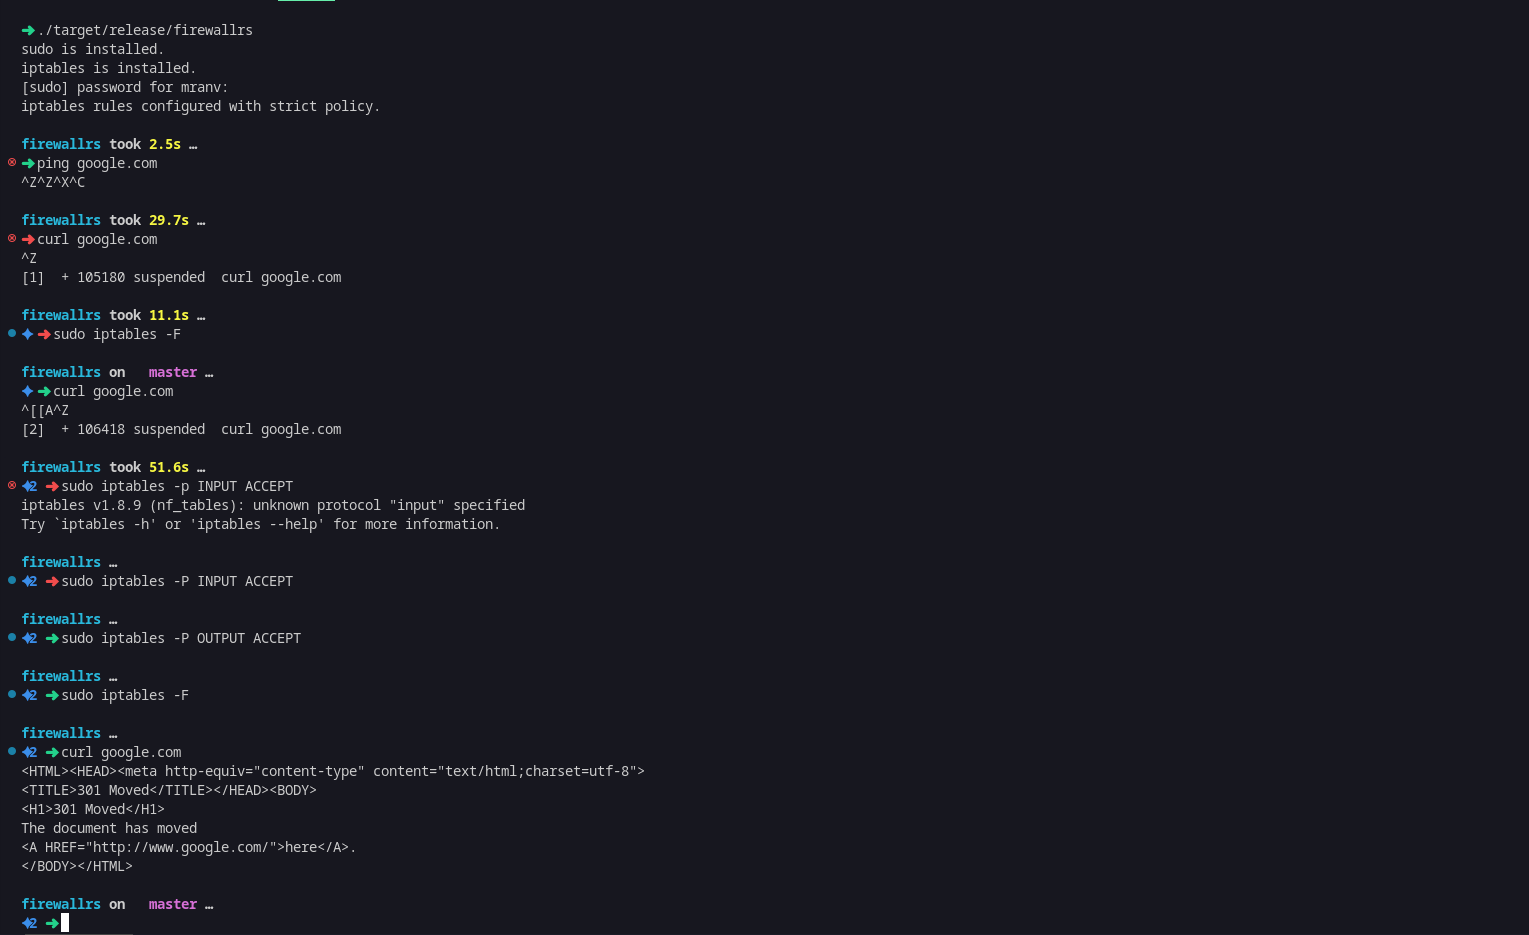 ➜./target/release/firewallrs
sudo is installed.
iptables is installed.
[sudo] password for mranv:
iptables rules configured with strict policy.
firewallrs took 2.5s …
➜ping google.com
^Z^Z^X^C
firewallrs took 29.7s …
➜curl google.com
^Z
[1]  + 105180 suspended  curl google.com
firewallrs took 11.1s …
✦ ➜sudo iptables -F
firewallrs on   master …
✦ ➜curl google.com
^[[A^Z
[2]  + 106418 suspended  curl google.com
firewallrs took 51.6s …
✦2 ➜sudo iptables -p INPUT ACCEPT
iptables v1.8.9 (nf_tables): unknown protocol "input" specified
Try `iptables -h' or 'iptables --help' for more information.
firewallrs …
✦2 ➜sudo iptables -P INPUT ACCEPT
firewallrs …
✦2 ➜sudo iptables -P OUTPUT ACCEPT
firewallrs …
✦2 ➜sudo iptables -F
firewallrs …
✦2 ➜curl google.com
<HTML><HEAD><meta http-equiv="content-type" content="text/html;charset=utf-8">
<TITLE>301 Moved</TITLE></HEAD><BODY>
<H1>301 Moved</H1>
The document has moved
<A HREF="http://www.google.com/">here</A>.
</BODY></HTML>
firewallrs on   master …
✦2 ➜